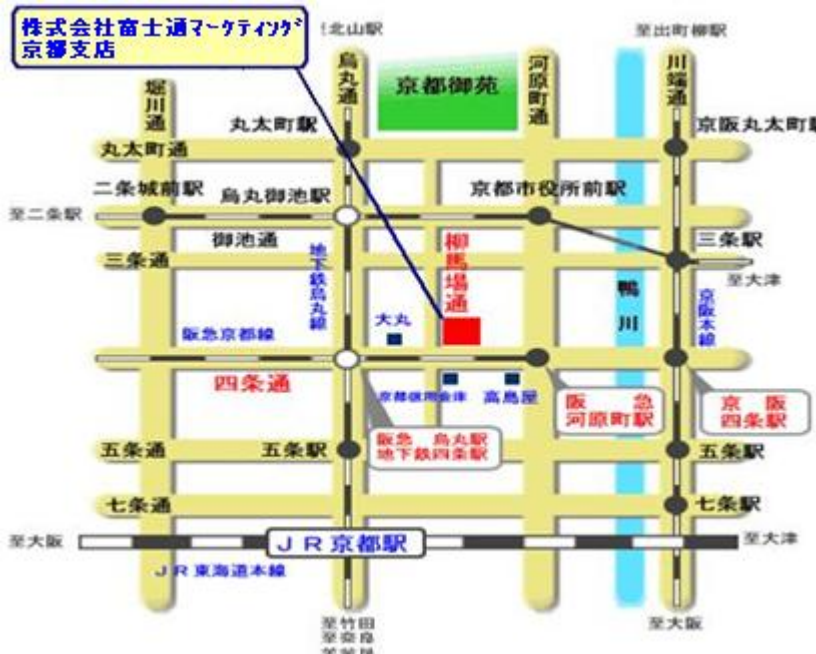 株式会社富士通マーケティング
京都支店
至北山駅
至出町柳駅
堀川通
烏丸通
京都御苑
河原町通
川端通
丸太町駅
京阪丸太町駅
丸太町通
二条城前駅
烏丸御池駅
京都市役所前駅
至二条駅
御池通
柳馬場通
三条駅
三条通
地下鉄烏丸線
至大津
鴨川
京阪本線
大丸
阪急京都線
四条通
高島屋
阪 急
河原町駅
京 阪
四条駅
阪急 烏丸駅
地下鉄四条駅
五条通
五条駅
五条駅
七条通
七条駅
至大阪
JR京都駅
至大津
JR東海道本線
至竹田
至奈良
至大阪